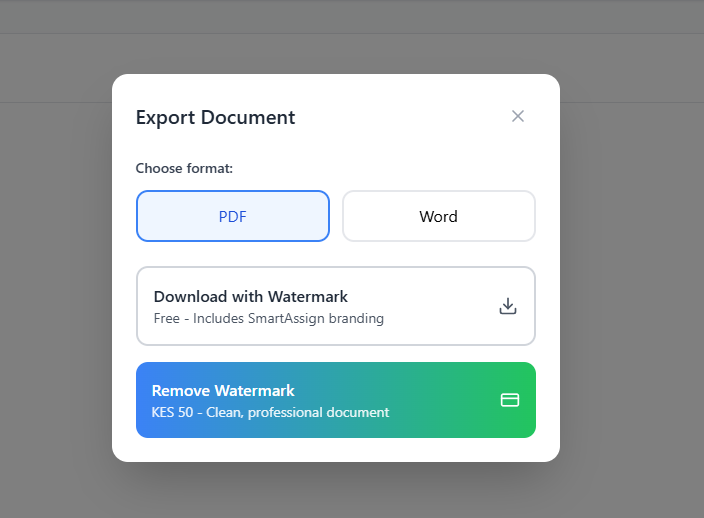 Export Document
Choose format:
PDF
Word
Download with Watermark
Free - Includes SmartAssign branding
Remove Watermark
KES 50 - Clean, professional document